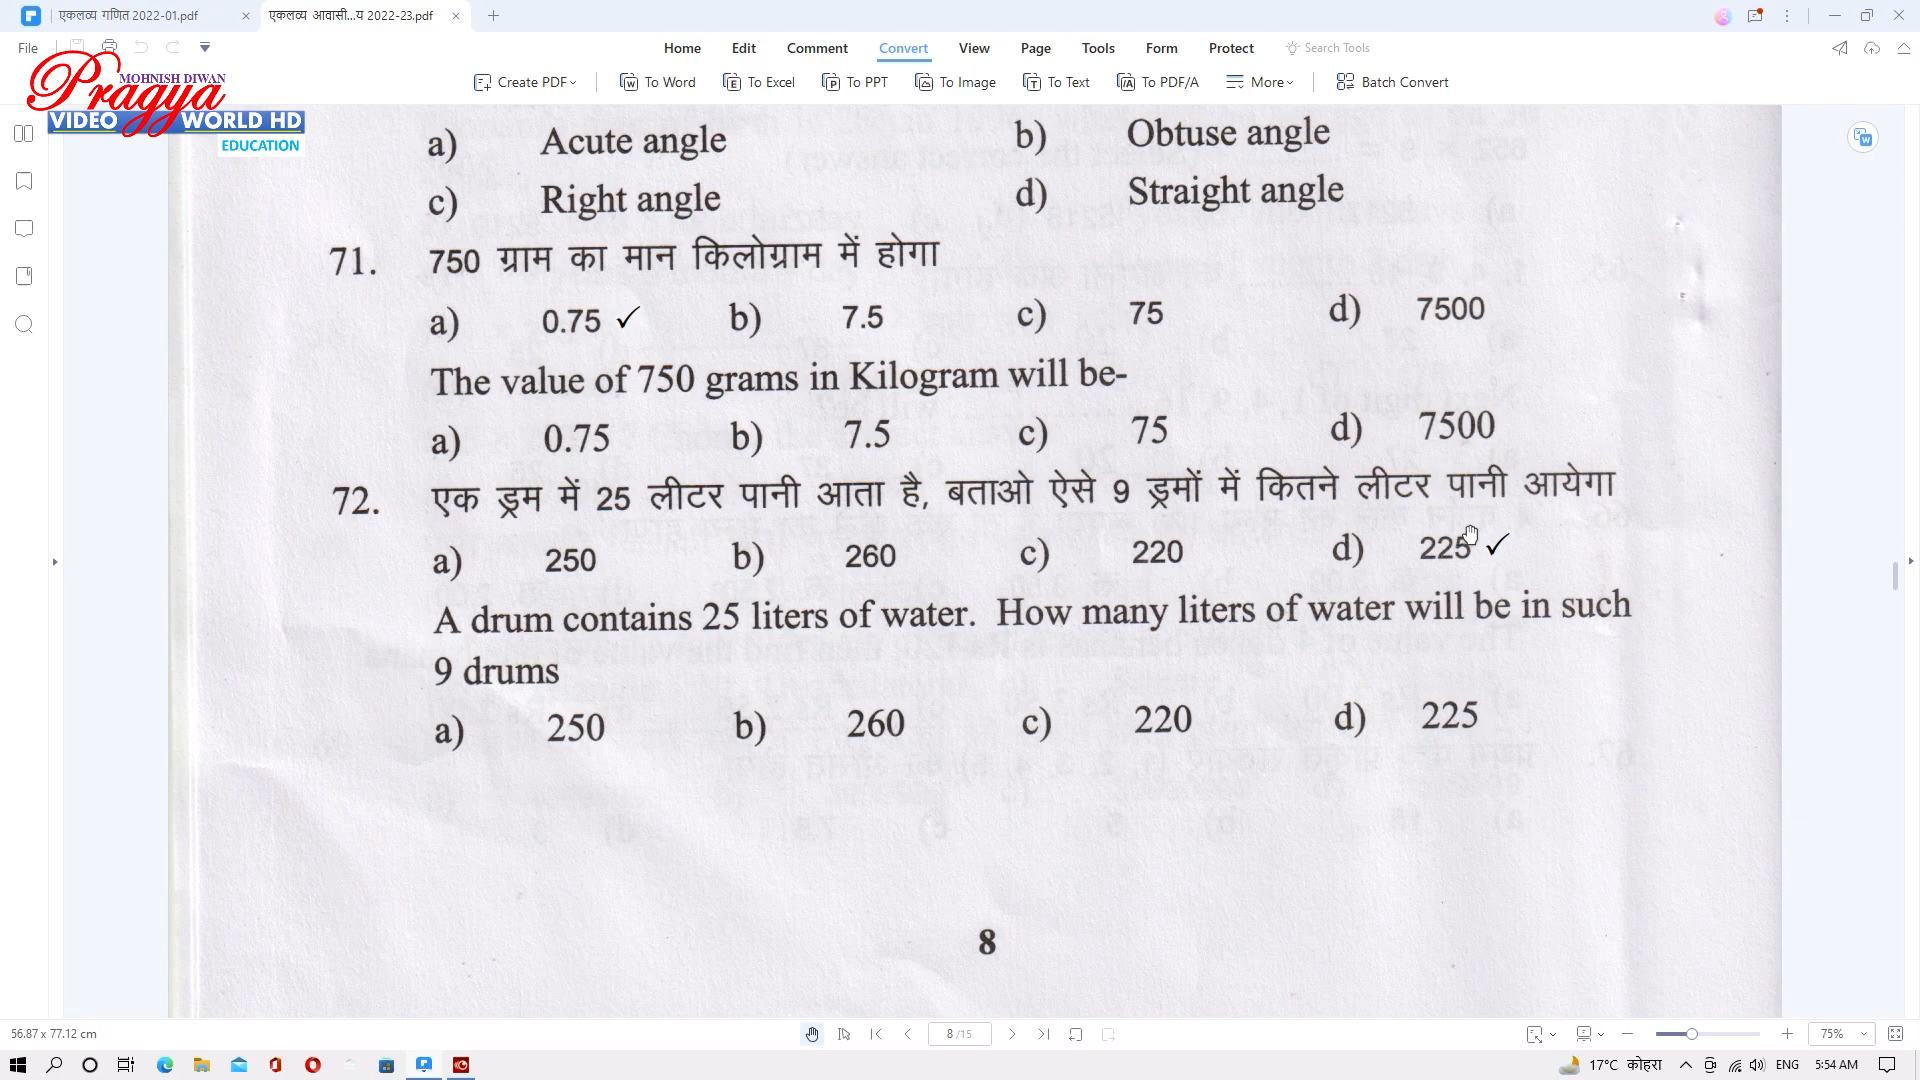 एकलव्य गणित 2022-01.pdf
एकलव्य आवासी...य 2022-23.pdf
File
Home Edit Comment Convert View Page Tools Form Protect Search Tools
Create PDF To Word To Excel To PPT To Image To Text To PDF/A More Batch Convert
MOHNISH DIWAN
Pragya
VIDEO WORLD HD
EDUCATION
a) Acute angle b) Obtuse angle
c) Right angle d) Straight angle
71. 750 ग्राम का मान किलोग्राम में होगा
a) 0.75 ✓ b) 7.5 c) 75 d) 7500
The value of 750 grams in Kilogram will be-
a) 0.75 b) 7.5 c) 75 d) 7500
72. एक ड्रम में 25 लीटर पानी आता है, बताओ ऐसे 9 ड्रमों में कितने लीटर पानी आयेगा
a) 250 b) 260 c) 220 d) 225 ✓
A drum contains 25 liters of water. How many liters of water will be in such
9 drums
a) 250 b) 260 c) 220 d) 225
8
56.87 x 77.12 cm
8 /15
75%
17°C कोहरा
ENG
5:54 AM